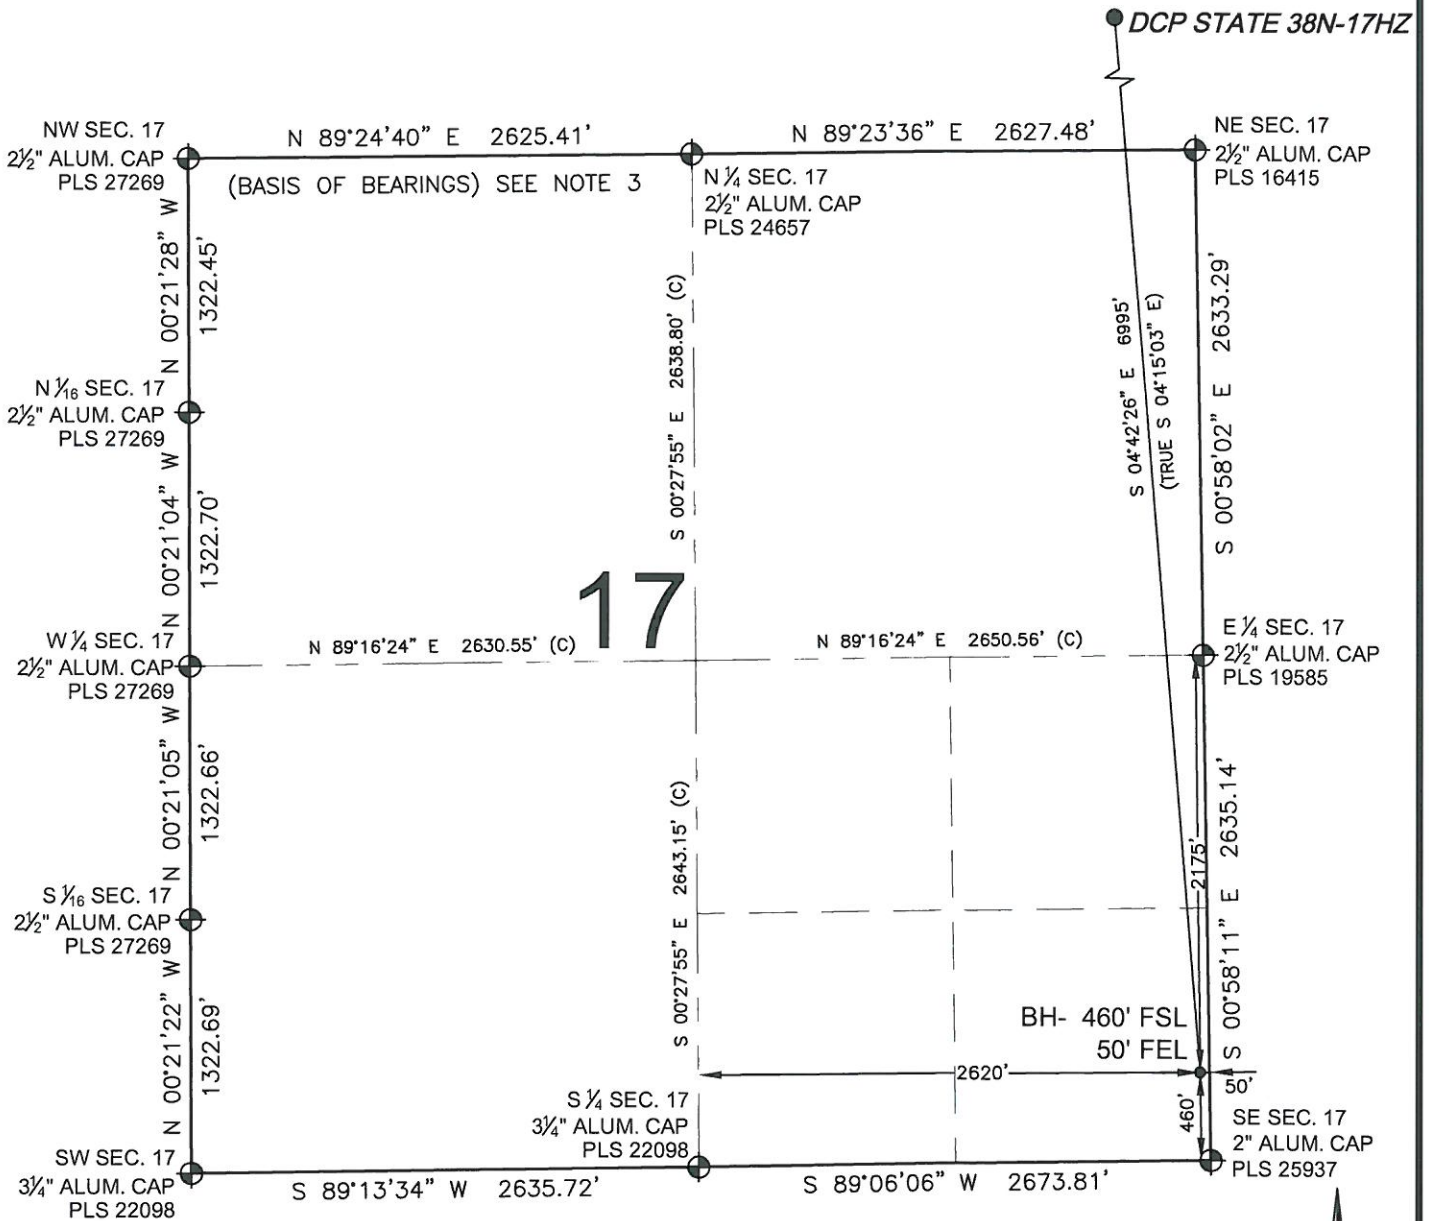 DCP STATE 38N-17HZ
NW SEC. 17
2½" ALUM. CAP
PLS 27269
N 89°24'40" E 2625.41'
(BASIS OF BEARINGS) SEE NOTE 3
N ¼ SEC. 17
2½" ALUM. CAP
PLS 24657
N 89°23'36" E 2627.48'
NE SEC. 17
2½" ALUM. CAP
PLS 16415
N 00°21'28" W
1322.45'
S 00°27'55" E 2638.80' (C)
S 04°42'26" E 6995'
(TRUE S 04°15'03" E)
S 00°58'02" E 2633.29'
N 1⁄16 SEC. 17
2½" ALUM. CAP
PLS 27269
N 00°21'04" W
1322.70'
17
W ¼ SEC. 17
2½" ALUM. CAP
PLS 27269
N 89°16'24" E 2630.55' (C)
N 89°16'24" E 2650.56' (C)
E ¼ SEC. 17
2½" ALUM. CAP
PLS 19585
N 00°21'05" W
1322.66'
S 00°27'55" E 2643.15' (C)
2175'
S 00°58'11" E 2635.14'
S 1⁄16 SEC. 17
2½" ALUM. CAP
PLS 27269
N 00°21'22" W
1322.69'
BH- 460' FSL
50' FEL
2620'
50'
460'
S ¼ SEC. 17
3¼" ALUM. CAP
PLS 22098
SE SEC. 17
2" ALUM. CAP
PLS 25937
SW SEC. 17
3¼" ALUM. CAP
PLS 22098
S 89°13'34" W 2635.72'
S 89°06'06" W 2673.81'